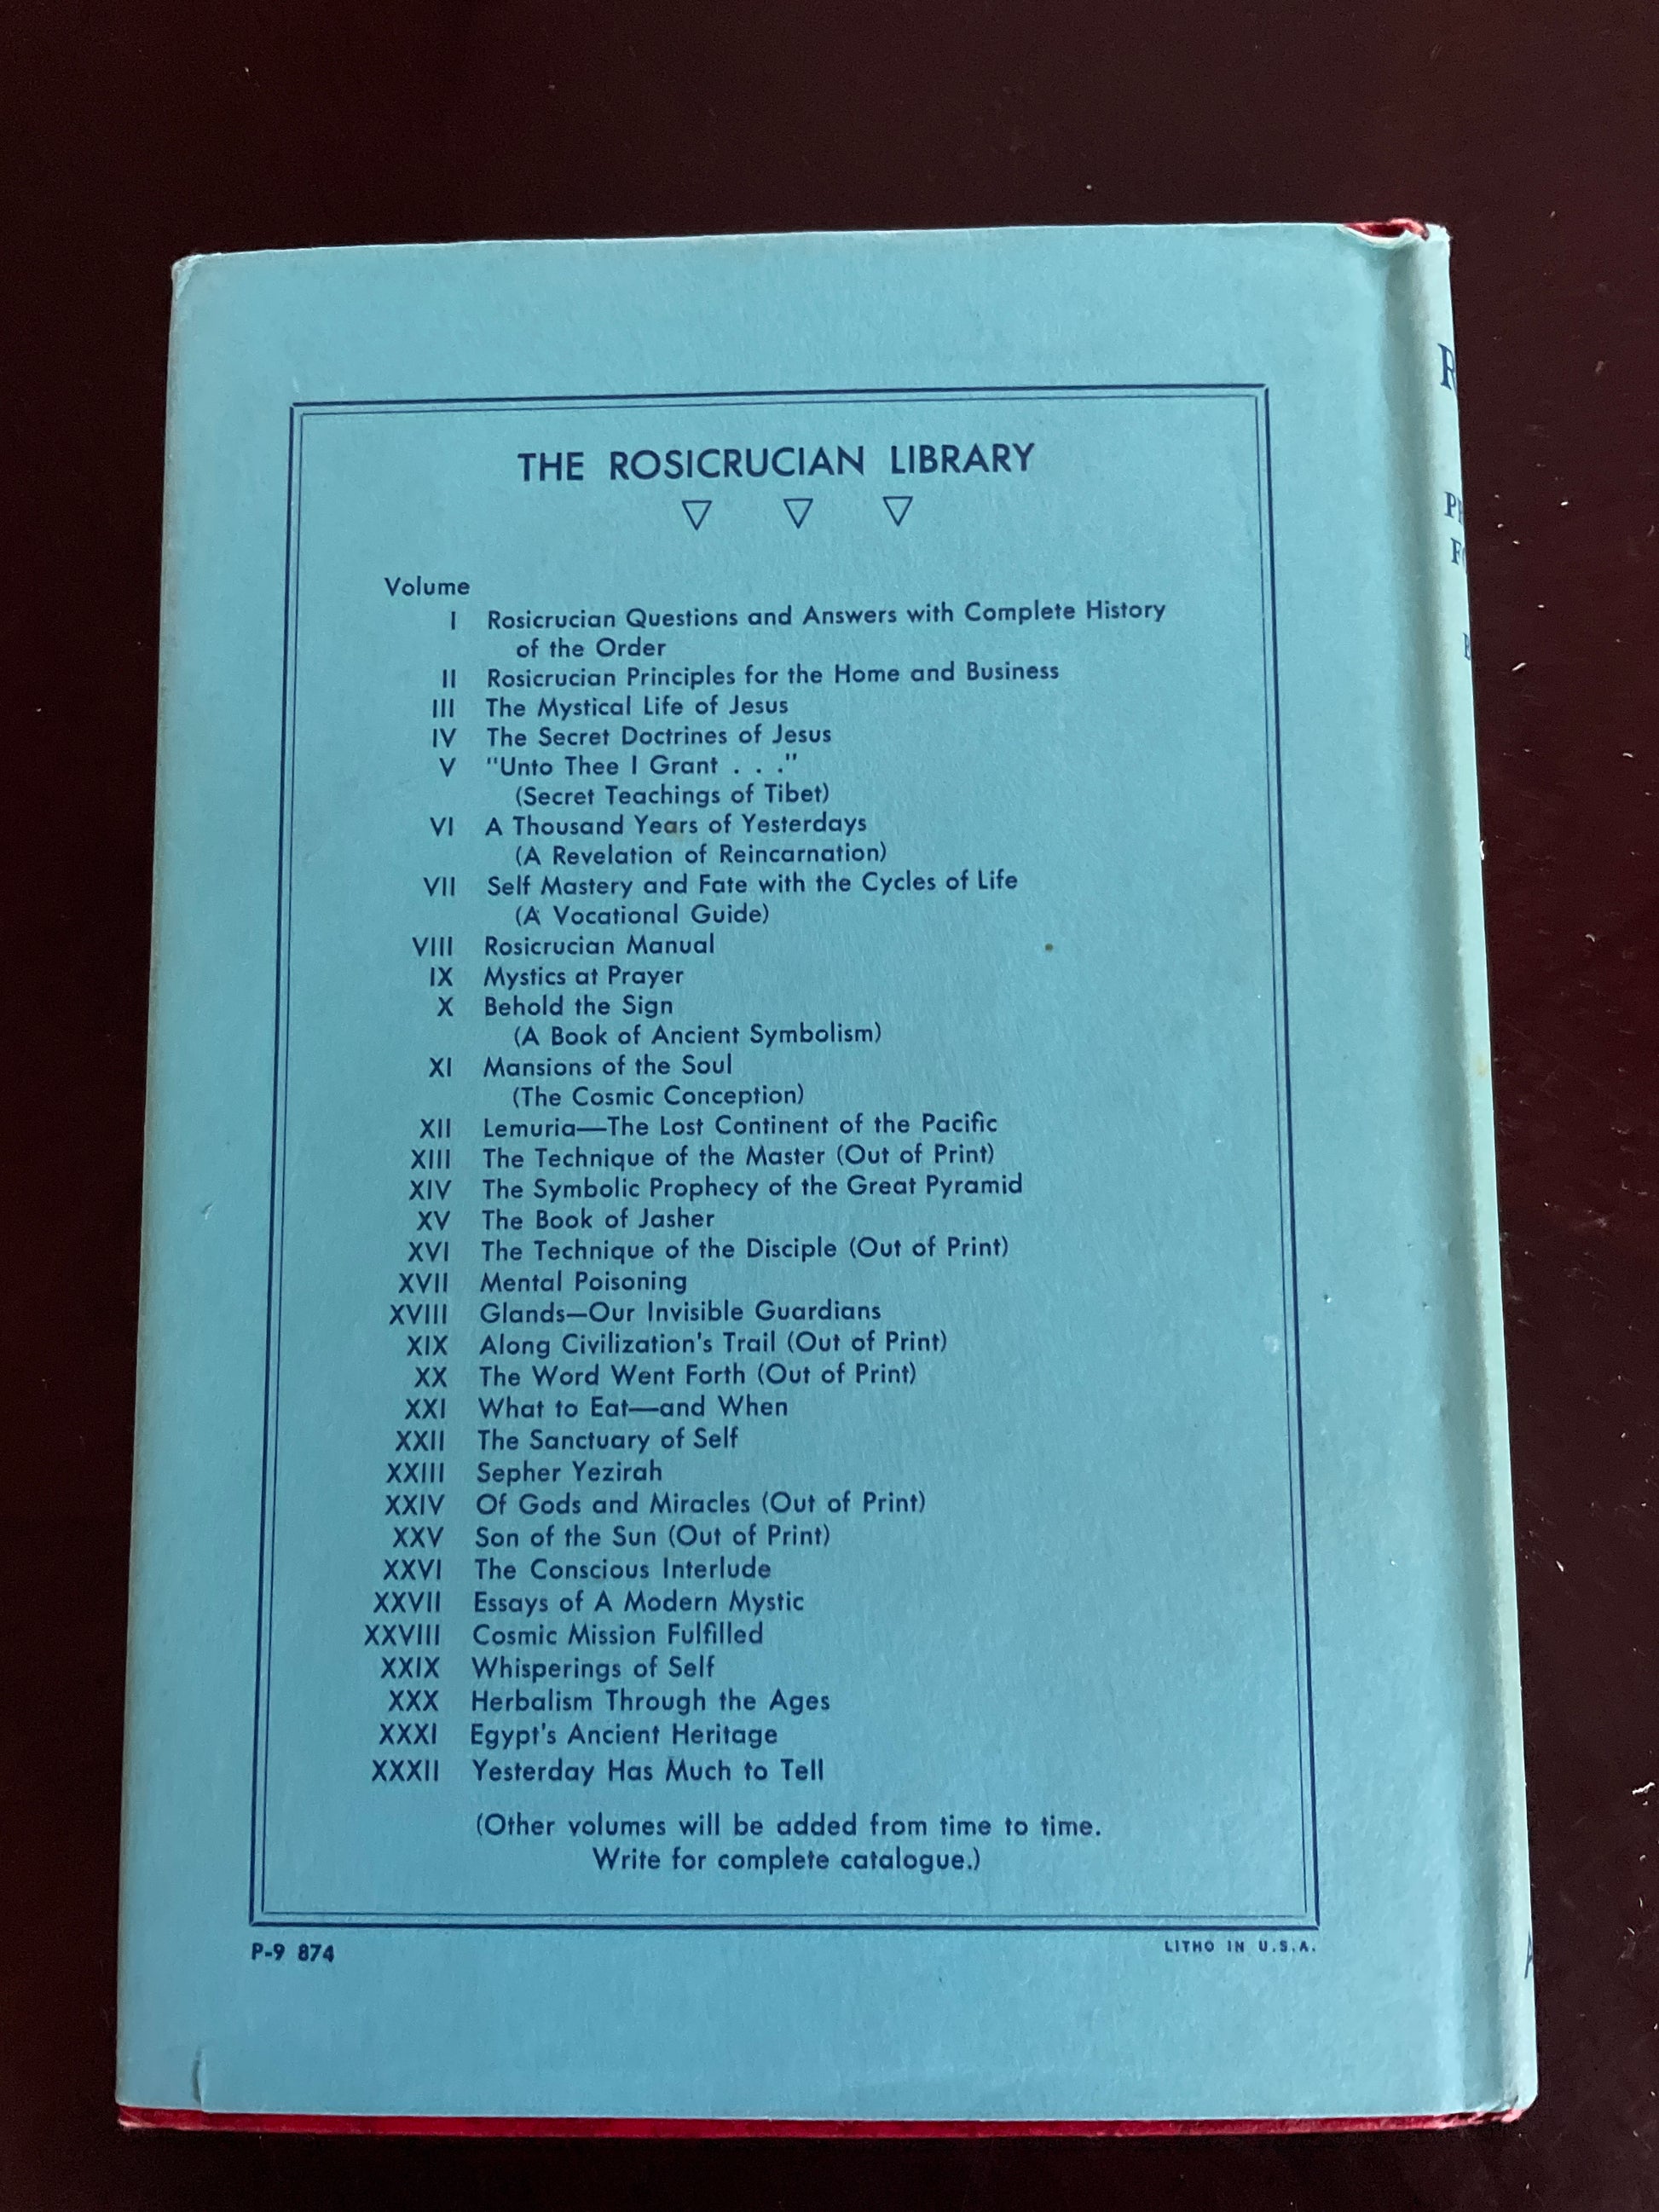 THE ROSICRUCIAN LIBRARY
Volume
I Rosicrucian Questions and Answers with Complete History
of the Order
II Rosicrucian Principles for the Home and Business
III The Mystical Life of Jesus
IV The Secret Doctrines of Jesus
V "Unto Thee I Grant . . ."
(Secret Teachings of Tibet)
VI A Thousand Years of Yesterdays
(A Revelation of Reincarnation)
VII Self Mastery and Fate with the Cycles of Life
(A Vocational Guide)
VIII Rosicrucian Manual
IX Mystics at Prayer
X Behold the Sign
(A Book of Ancient Symbolism)
XI Mansions of the Soul
(The Cosmic Conception)
XII Lemuria—The Lost Continent of the Pacific
XIII The Technique of the Master (Out of Print)
XIV The Symbolic Prophecy of the Great Pyramid
XV The Book of Jasher
XVI The Technique of the Disciple (Out of Print)
XVII Mental Poisoning
XVIII Glands—Our Invisible Guardians
XIX Along Civilization's Trail (Out of Print)
XX The Word Went Forth (Out of Print)
XXI What to Eat—and When
XXII The Sanctuary of Self
XXIII Sepher Yezirah
XXIV Of Gods and Miracles (Out of Print)
XXV Son of the Sun (Out of Print)
XXVI The Conscious Interlude
XXVII Essays of A Modern Mystic
XXVIII Cosmic Mission Fulfilled
XXIX Whisperings of Self
XXX Herbalism Through the Ages
XXXI Egypt's Ancient Heritage
XXXII Yesterday Has Much to Tell
(Other volumes will be added from time to time.
Write for complete catalogue.)
P-9 874
LITHO IN U.S.A.